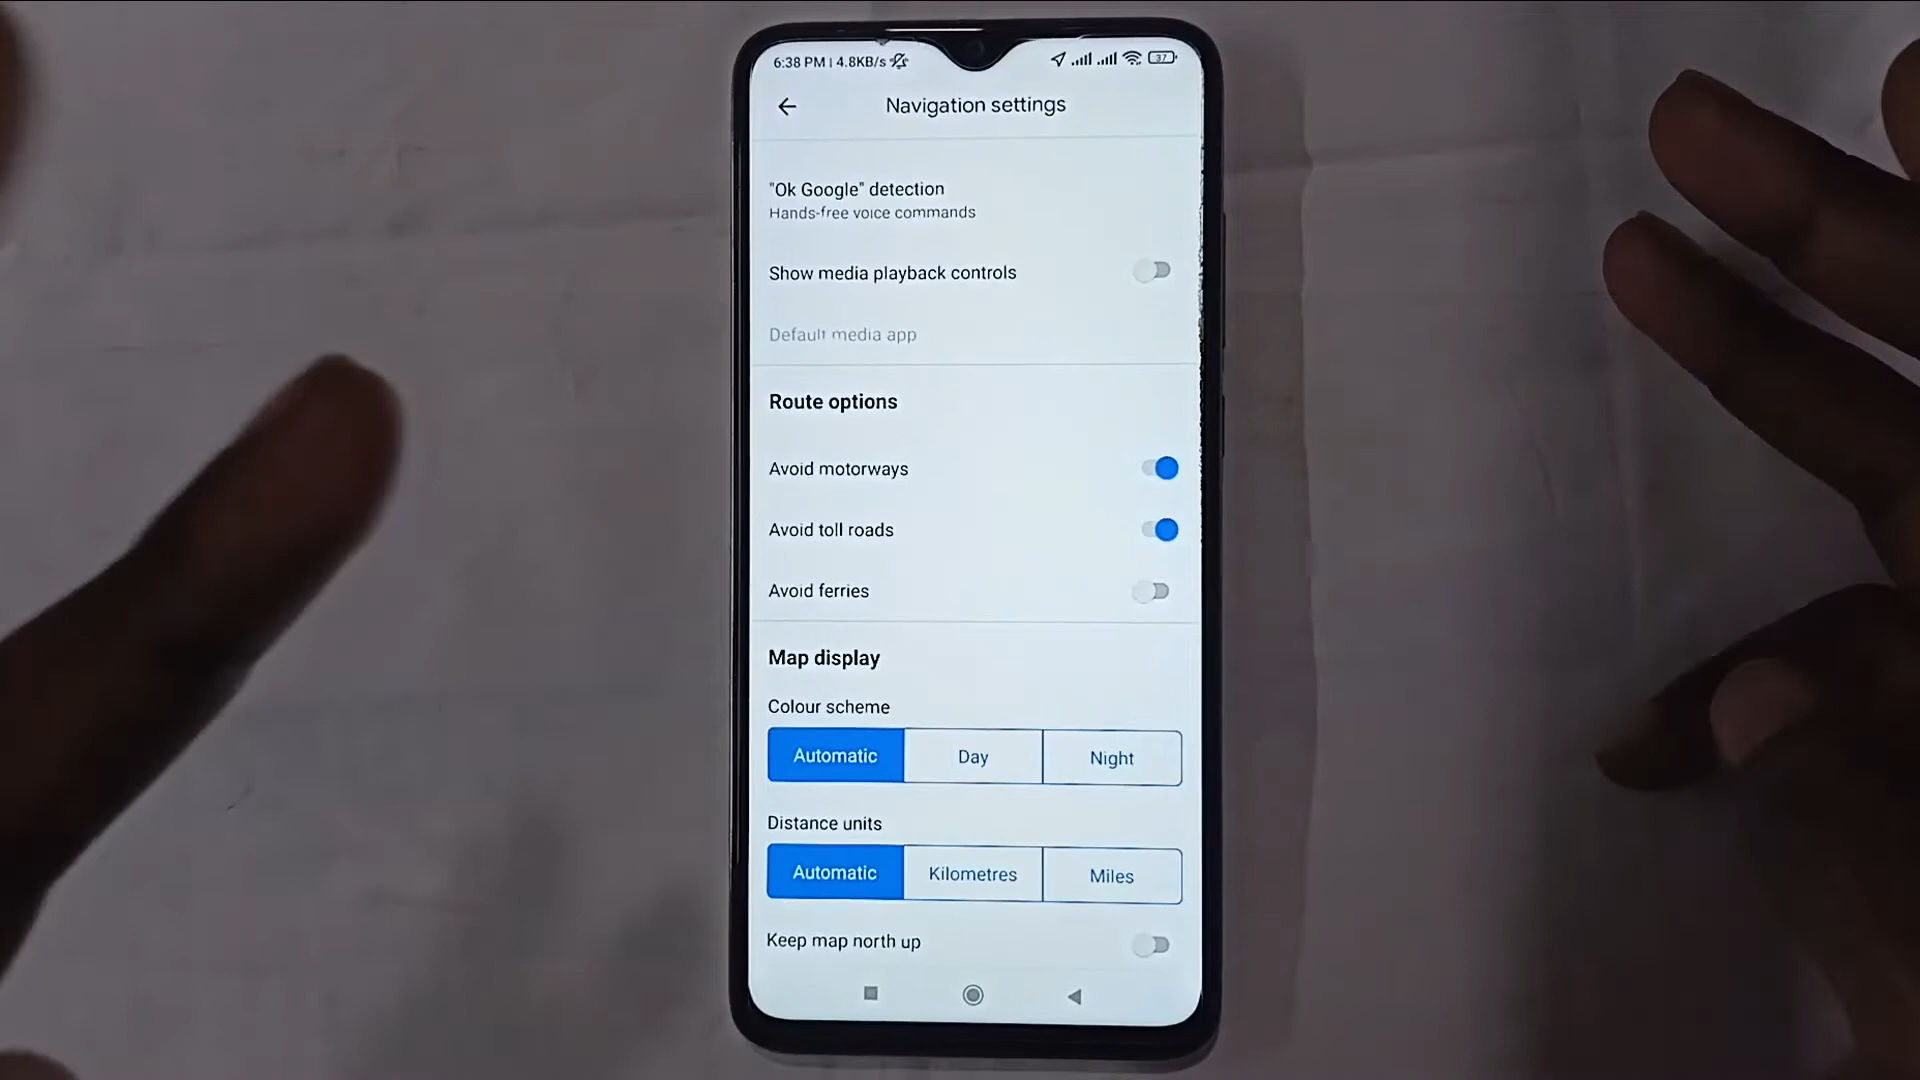 6:38 PM | 4.8KB/s
37
Navigation settings
"Ok Google" detection
Hands-free voice commands
Show media playback controls
Default media app
Route options
Avoid motorways
Avoid toll roads
Avoid ferries
Map display
Colour scheme
Automatic Day Night
Distance units
Automatic Kilometres Miles
Keep map north up